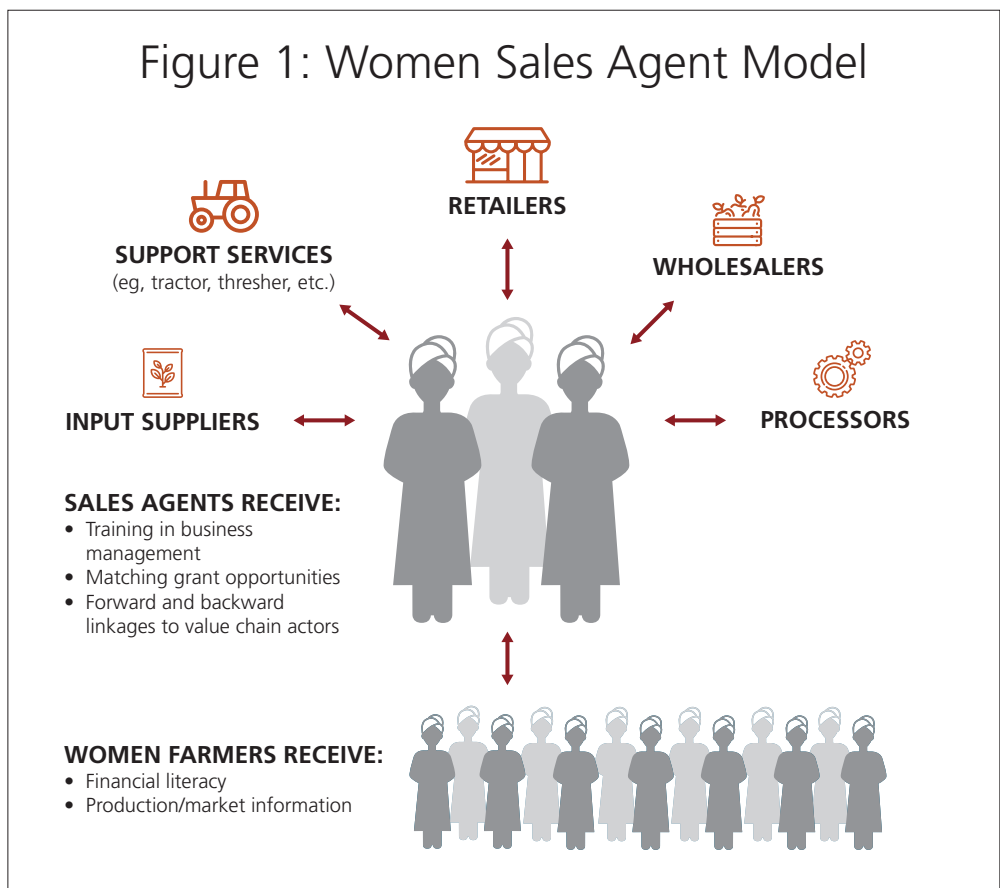 Figure 1: Women Sales Agent Model
RETAILERS
SUPPORT SERVICES
(eg, tractor, thresher, etc.)
WHOLESALERS
INPUT SUPPLIERS
PROCESSORS
SALES AGENTS RECEIVE:
• Training in business
management
• Matching grant opportunities
• Forward and backward
linkages to value chain actors
WOMEN FARMERS RECEIVE:
• Financial literacy
• Production/market information